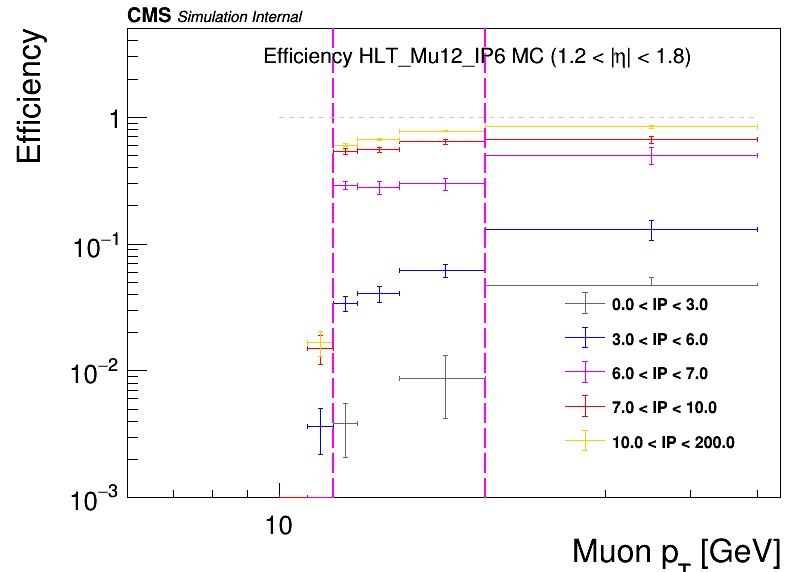 CMS Simulation Internal
Efficiency HLT_Mu12_IP6 MC (1.2 < |η| < 1.8)
Efficiency
1
10⁻¹
10⁻²
10⁻³
0.0 < IP < 3.0
3.0 < IP < 6.0
6.0 < IP < 7.0
7.0 < IP < 10.0
10.0 < IP < 200.0
10
Muon p_T [GeV]